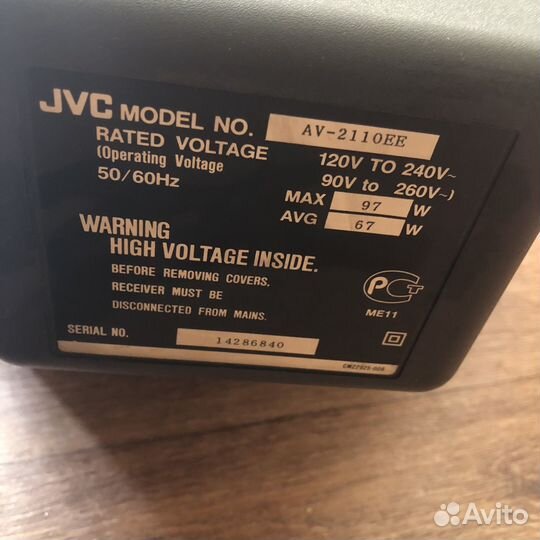 JVC MODEL NO. AV-2110EE
RATED VOLTAGE 120V TO 240V~
(Operating Voltage 90V to 260V~)
50/60Hz
MAX 97 W
AVG 67 W
WARNING
HIGH VOLTAGE INSIDE.
BEFORE REMOVING COVERS,
RECEIVER MUST BE
DISCONNECTED FROM MAINS.
РСТ
ME11
SERIAL NO. 14286840
Avito